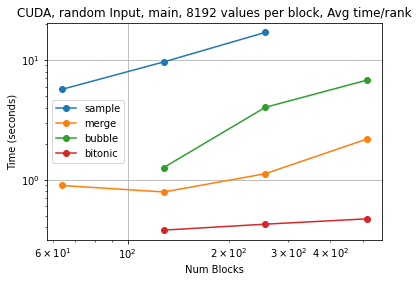 CUDA, random Input, main, 8192 values per block, Avg time/rank
Time (seconds)
10¹
10⁰
sample
merge
bubble
bitonic
6 × 10¹ 10² 2 × 10² 3 × 10² 4 × 10²
Num Blocks